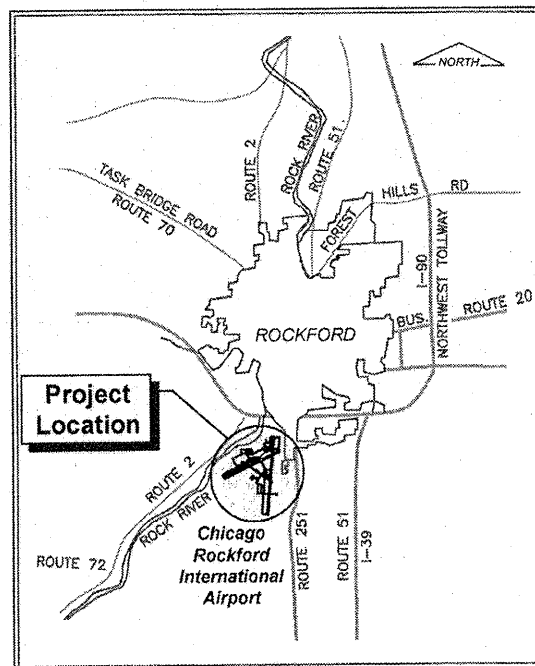 NORTH
ROUTE 2
ROCK RIVER
ROUTE 51
TASK BRIDGE ROAD
ROUTE 70
FOREST HILLS RD
I-90
NORTHWEST TOLLWAY
ROCKFORD
BUS. ROUTE 20
Project
Location
ROUTE 2
ROCK RIVER
ROUTE 72
Chicago
Rockford
International
Airport
ROUTE 251
ROUTE 51
I-39